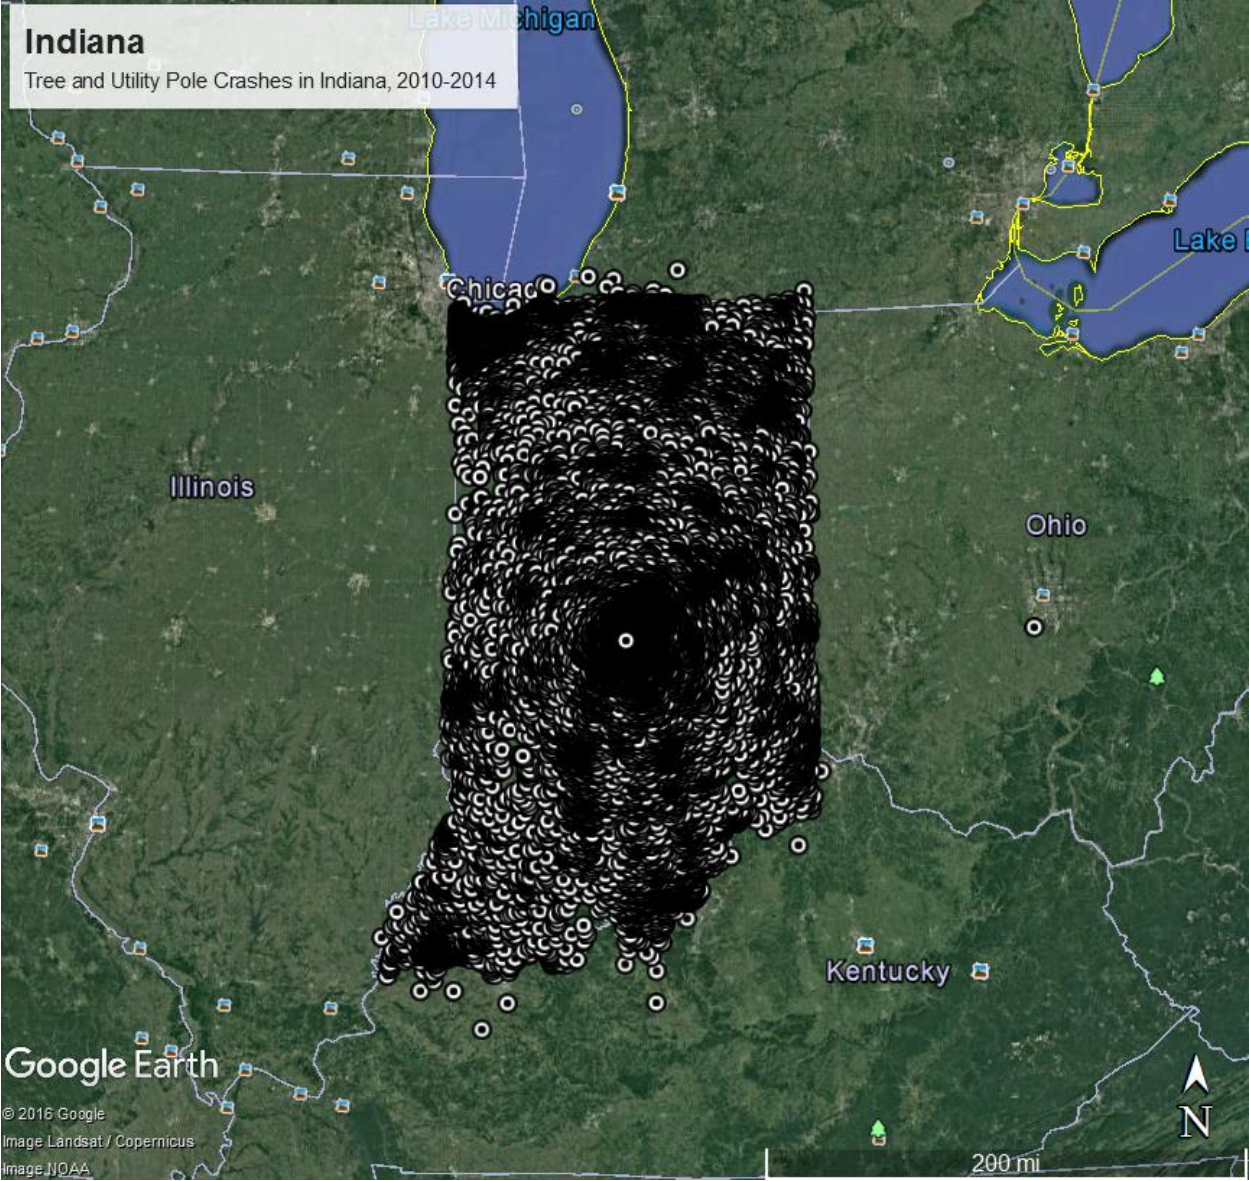 Lake Michigan
Indiana
Tree and Utility Pole Crashes in Indiana, 2010-2014
Lake
Chicag
Illinois
Ohio
Kentucky
Google Earth
© 2016 Google
Image Landsat / Copernicus
Image NOAA
N
200 mi